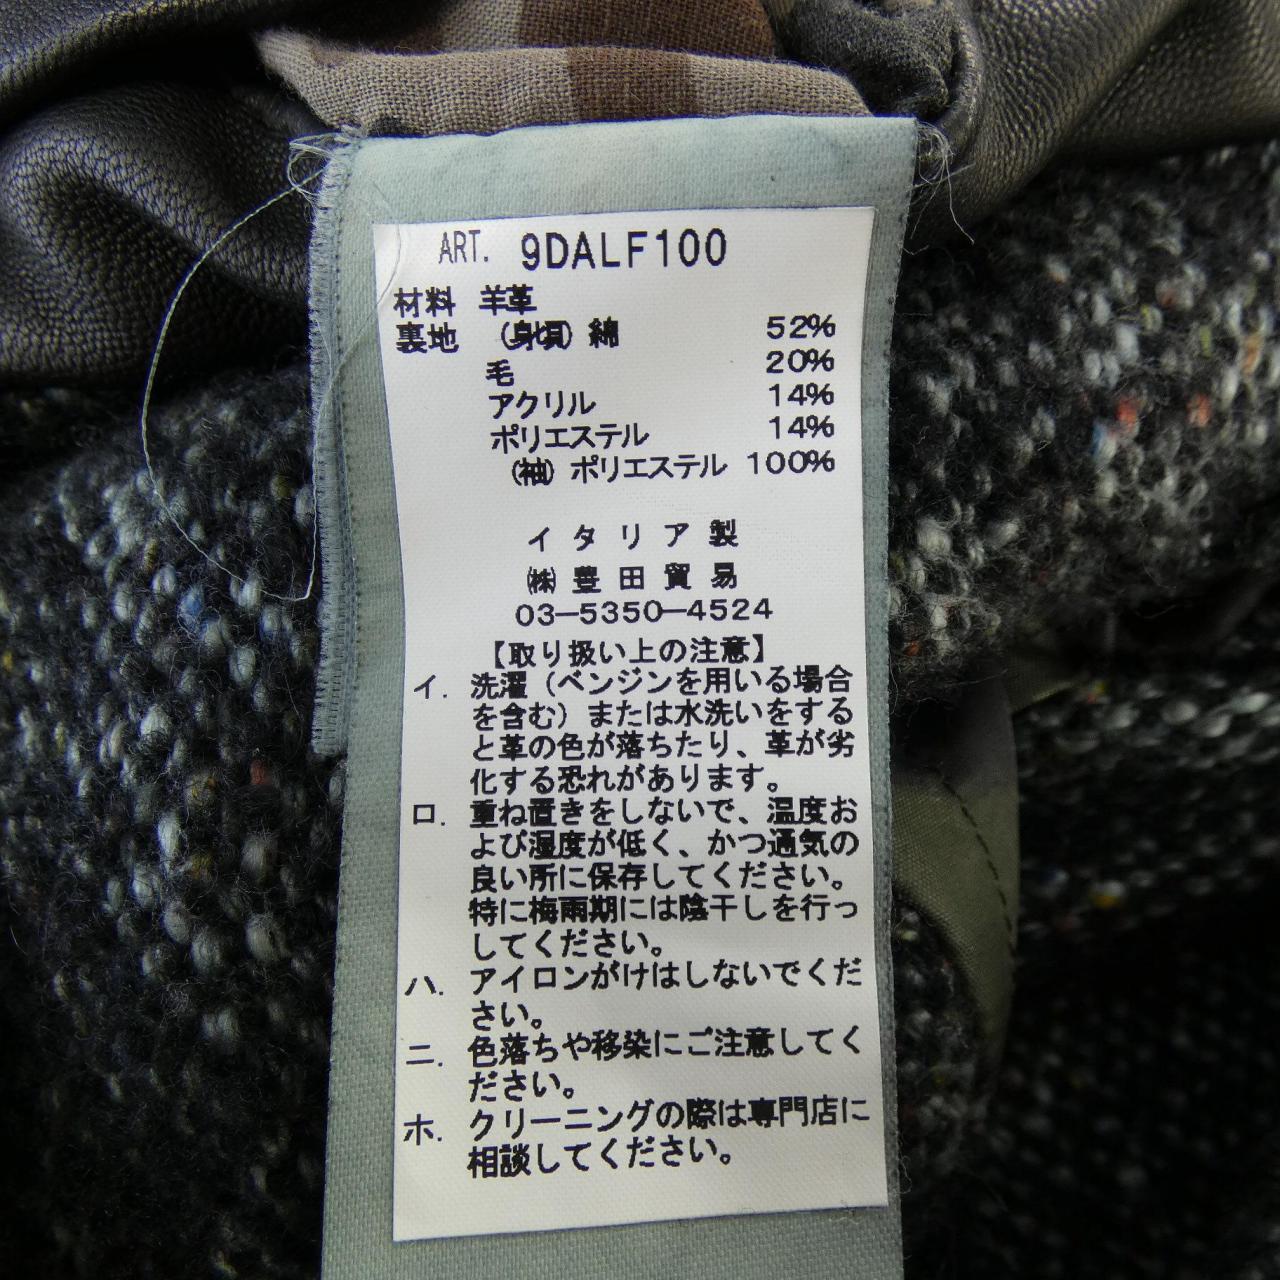 ART. 9DALF100
材料 羊革
裏地 (身頃) 綿 52%
毛 20%
アクリル 14%
ポリエステル 14%
(袖) ポリエステル 100%
イタリア製
㈱豊田貿易
03-5350-4524
【取り扱い上の注意】
イ. 洗濯（ベンジンを用いる場合
を含む）または水洗いをする
と革の色が落ちたり、革が劣
化する恐れがあります。
ロ. 重ね置きをしないで、温度お
よび湿度が低く、かつ通気の
良い所に保存してください。
特に梅雨期には陰干しを行っ
してください。
ハ. アイロンがけはしないでくだ
さい。
ニ. 色落ちや移染にご注意してく
ださい。
ホ. クリーニングの際は専門店に
相談してください。